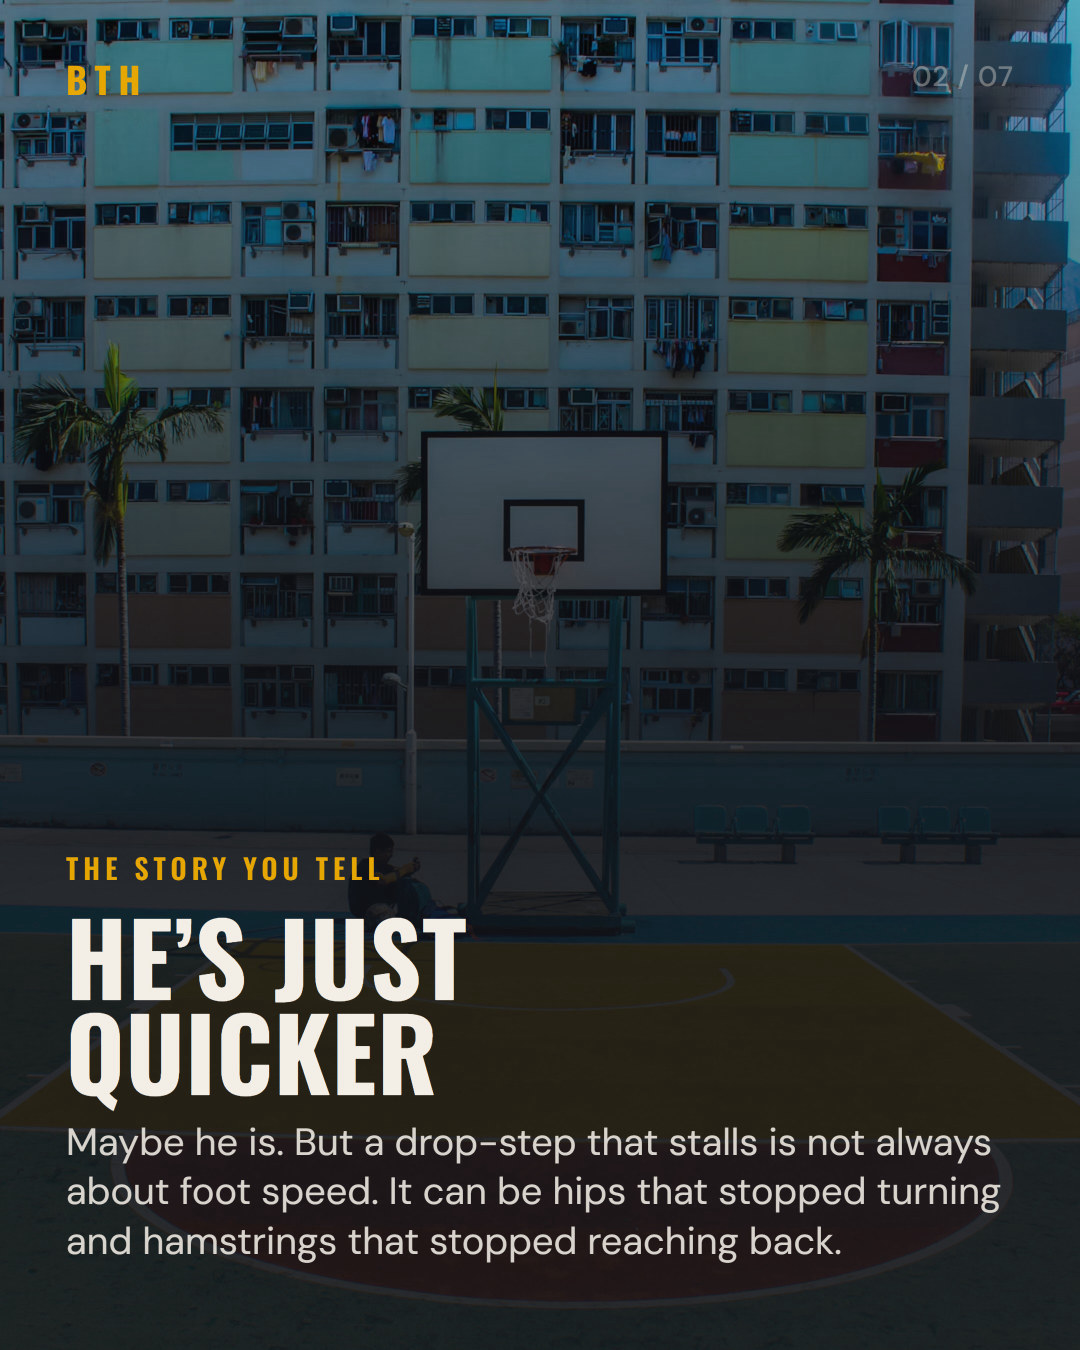 BTH
02 / 07
THE STORY YOU TELL
HE’S JUST
QUICKER
Maybe he is. But a drop-step that stalls is not always
about foot speed. It can be hips that stopped turning
and hamstrings that stopped reaching back.